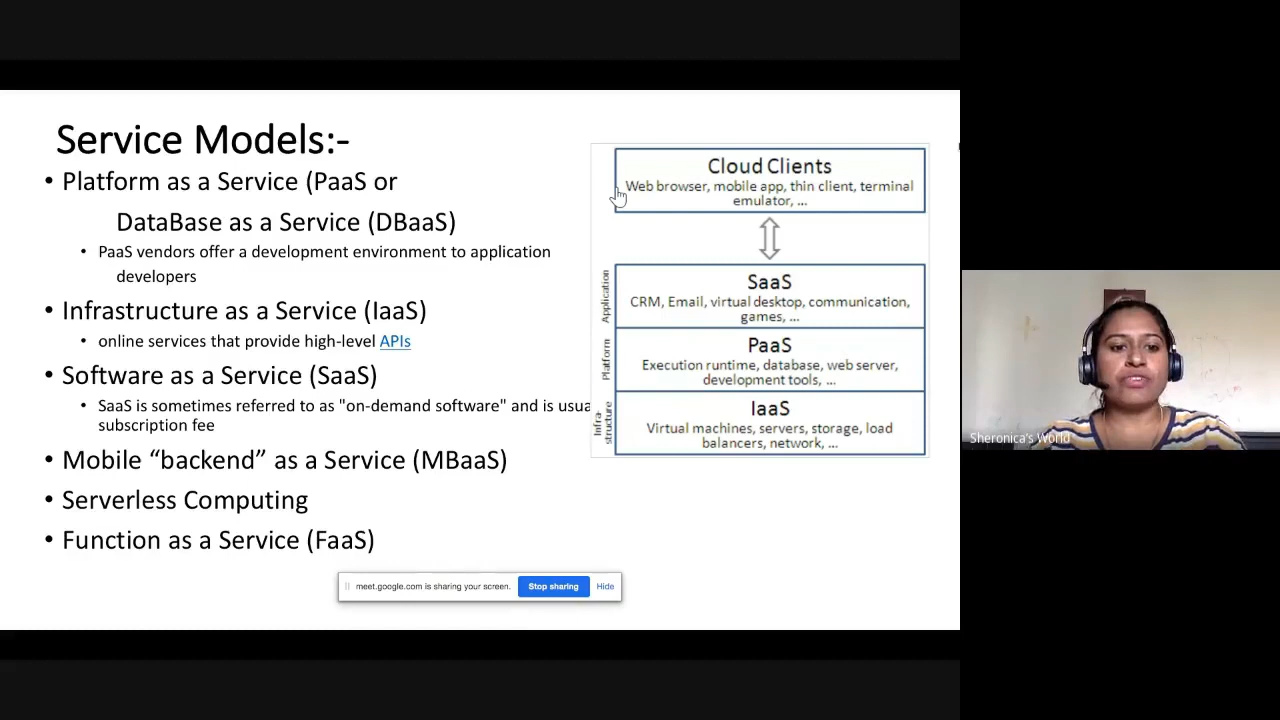 Service Models:-
• Platform as a Service (PaaS or
DataBase as a Service (DBaaS)
• PaaS vendors offer a development environment to application
developers
• Infrastructure as a Service (IaaS)
• online services that provide high-level APIs
• Software as a Service (SaaS)
• SaaS is sometimes referred to as "on-demand software" and is usua
subscription fee
• Mobile “backend” as a Service (MBaaS)
• Serverless Computing
• Function as a Service (FaaS)
Cloud Clients
Web browser, mobile app, thin client, terminal
emulator, ...
Application
SaaS
CRM, Email, virtual desktop, communication,
games, ...
Platform
PaaS
Execution runtime, database, web server,
development tools, ...
Infra-
structure
IaaS
Virtual machines, servers, storage, load
balancers, network, ...
meet.google.com is sharing your screen.
Stop sharing
Hide
Sheronica's World